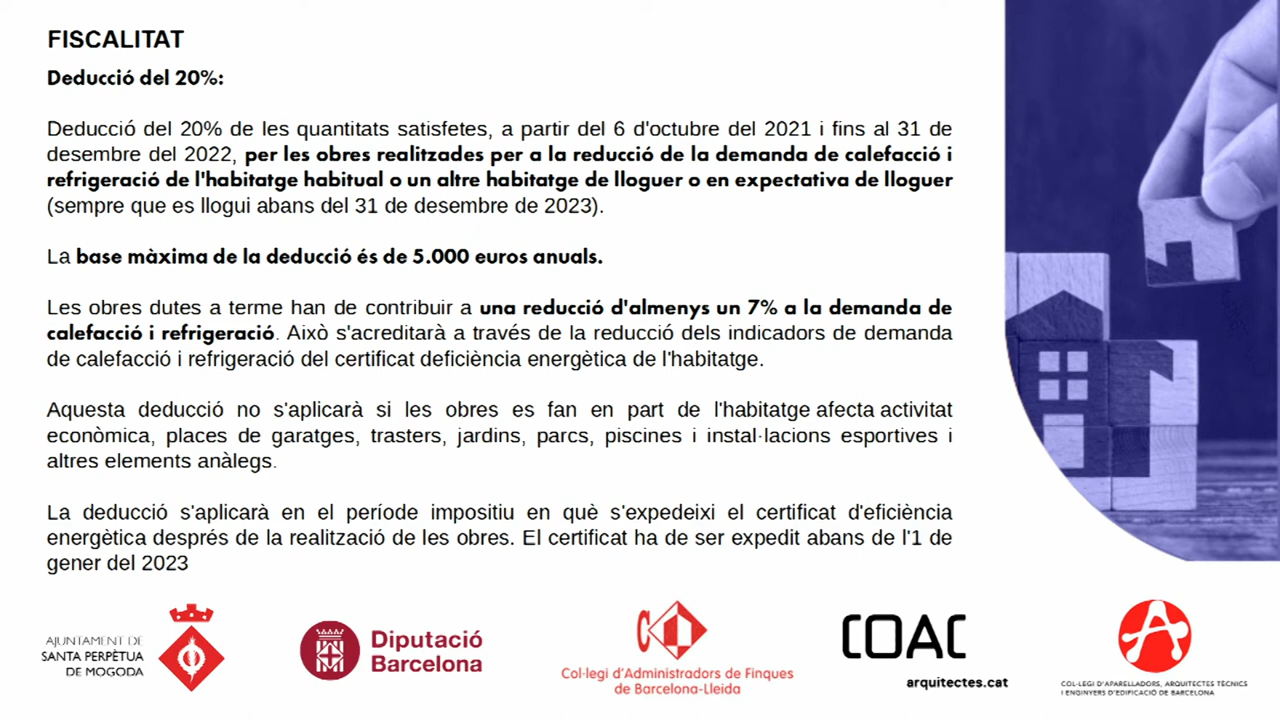 FISCALITAT
Deducció del 20%:
Deducció del 20% de les quantitats satisfetes, a partir del 6 d'octubre del 2021 i fins al 31 de
desembre del 2022, per les obres realitzades per a la reducció de la demanda de calefacció i
refrigeració de l'habitatge habitual o un altre habitatge de lloguer o en expectativa de lloguer
(sempre que es llogui abans del 31 de desembre de 2023).
La base màxima de la deducció és de 5.000 euros anuals.
Les obres dutes a terme han de contribuir a una reducció d'almenys un 7% a la demanda de
calefacció i refrigeració. Això s'acreditarà a través de la reducció dels indicadors de demanda
de calefacció i refrigeració del certificat deficiència energètica de l'habitatge.
Aquesta deducció no s'aplicarà si les obres es fan en part de l'habitatge afecta activitat
econòmica, places de garatges, trasters, jardins, parcs, piscines i instal·lacions esportives i
altres elements anàlegs.
La deducció s'aplicarà en el període impositiu en què s'expedeixi el certificat d'eficiència
energètica després de la realització de les obres. El certificat ha de ser expedit abans de l'1 de
gener del 2023
AJUNTAMENT DE
SANTA PERPÈTUA
DE MOGODA
Diputació
Barcelona
Col·legi d'Administradors de Finques
de Barcelona-Lleida
COAC
arquitectes.cat
COL·LEGI D'APARELLADORS, ARQUITECTES TÈCNICS
I ENGINYERS D'EDIFICACIÓ DE BARCELONA